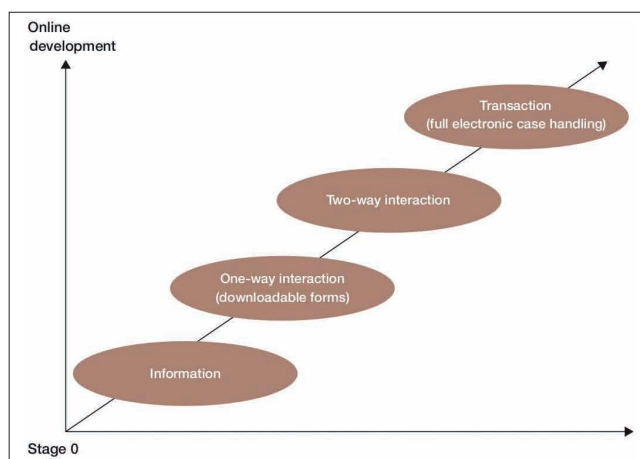 Online
development
Transaction
(full electronic case handling)
Two-way interaction
One-way interaction
(downloadable forms)
Information
Stage 0